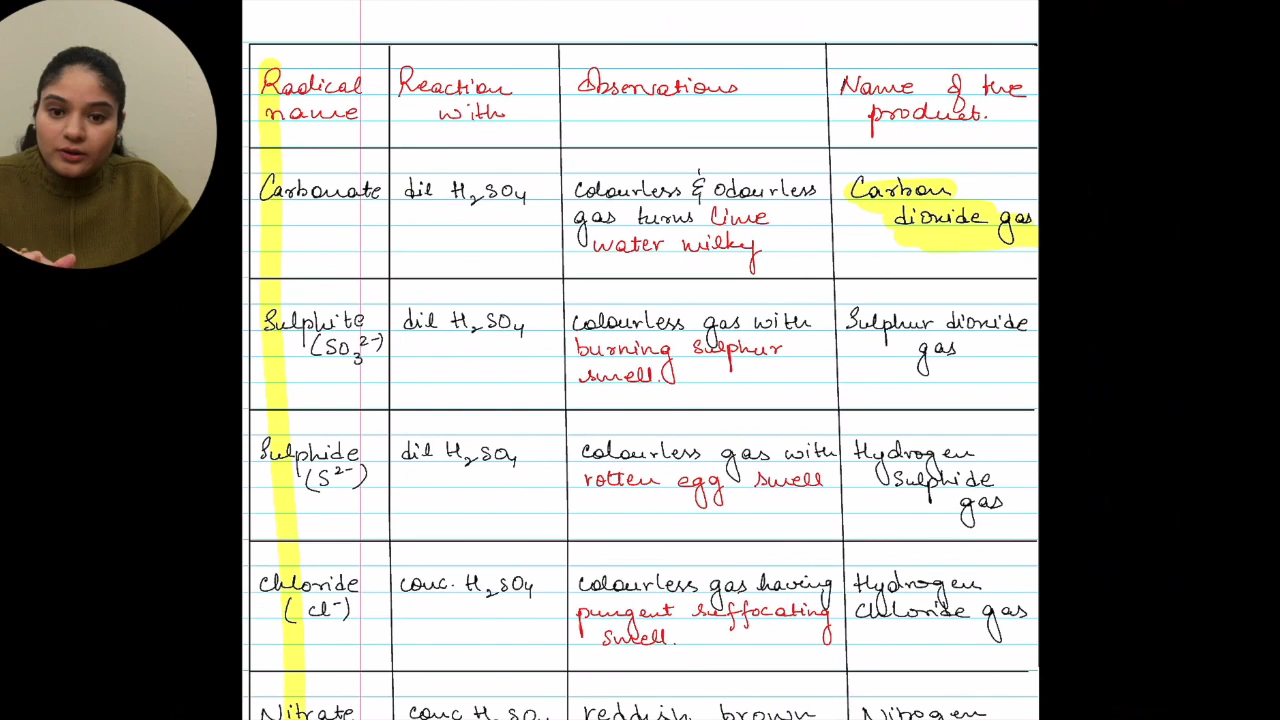 Radical name
Reaction with
Observations
Name of the product.
Carbonate
dil H₂SO₄
colourless & odourless
gas turns lime
water milky
Carbon
dioxide gas
Sulphite
(SO₃²⁻)
dil H₂SO₄
colourless gas with
burning sulphur
smell.
Sulphur dioxide
gas
Sulphide
(S²⁻)
dil H₂SO₄
colourless gas with
rotten egg smell
Hydrogen
Sulphide
gas
Chloride
(Cl⁻)
conc. H₂SO₄
colourless gas having
pungent suffocating
smell.
Hydrogen
Chloride gas
Nitrate
conc H₂SO₄
reddish brown
Nitrogen